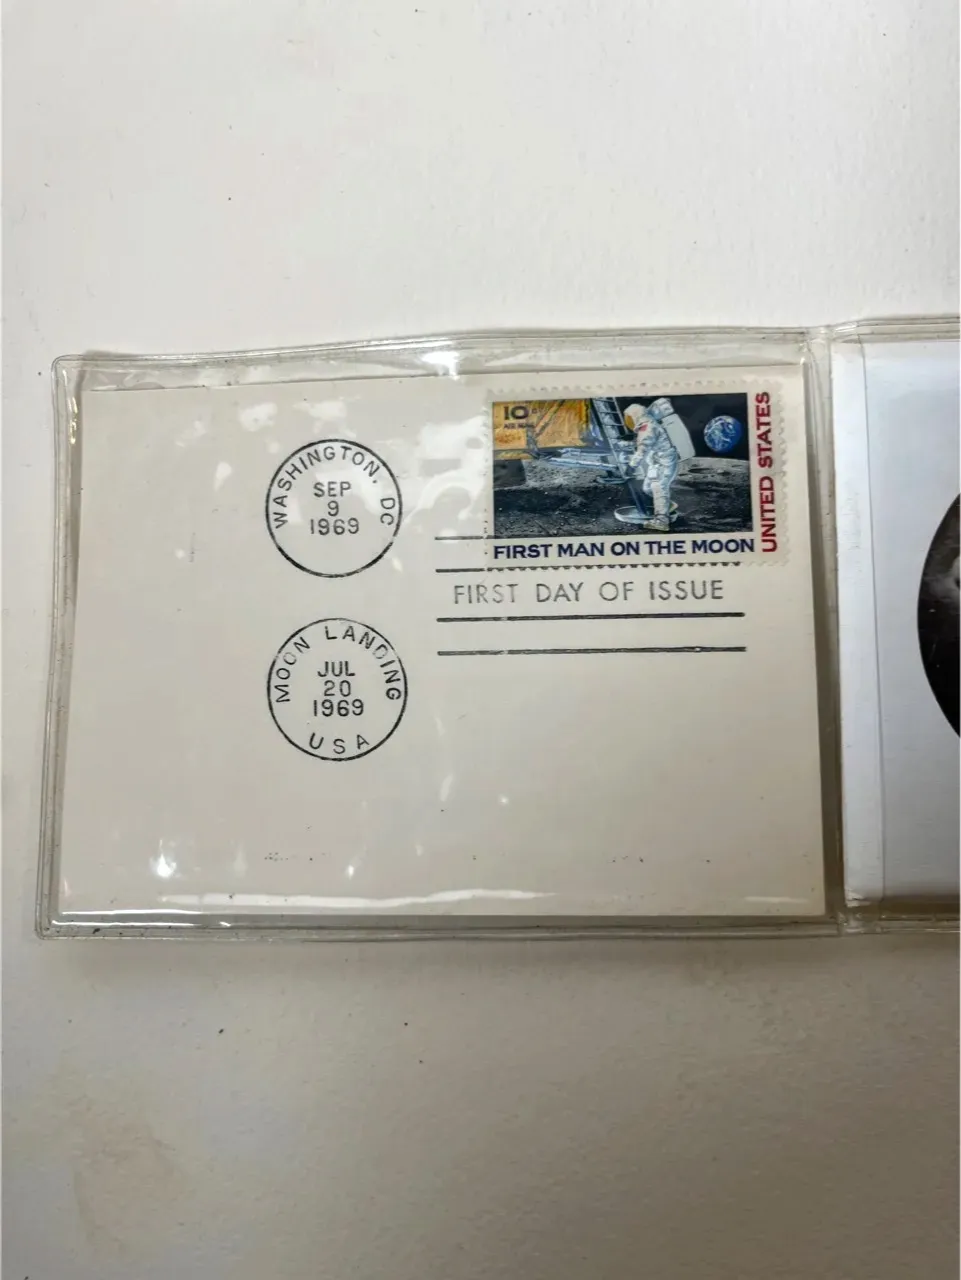 WASHINGTON, DC
SEP
9
1969
10¢
AIR MAIL
FIRST MAN ON THE MOON
UNITED STATES
FIRST DAY OF ISSUE
MOON LANDING
JUL
20
1969
USA